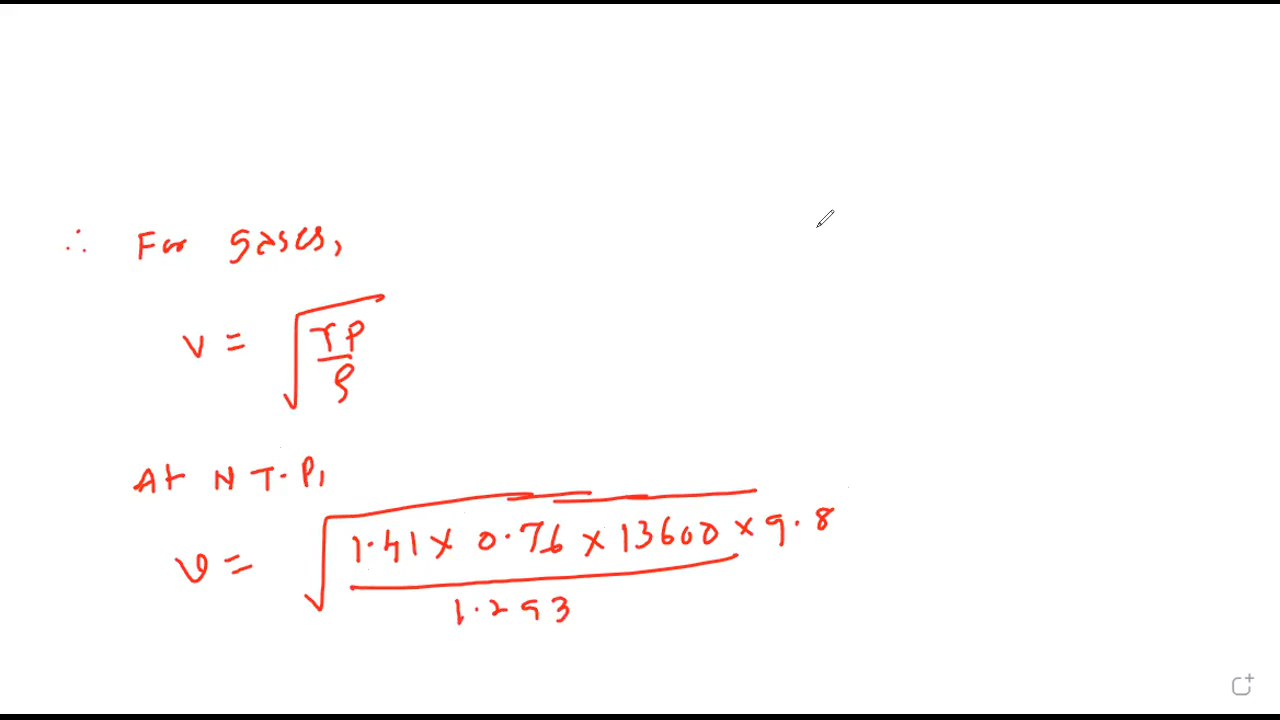 ∴ For gases,
v = √(γP/ρ)
At N T.P,
v = √(1.41 × 0.76 × 13600 × 9.8 / 1.293)